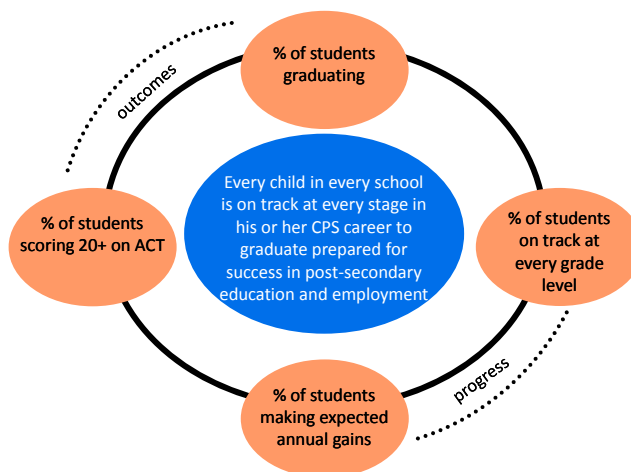 % of students
graduating
outcomes
% of students
scoring 20+ on ACT
Every child in every school
is on track at every stage in
his or her CPS career to
graduate prepared for
success in post-secondary
education and employment
% of students
on track at
every grade
level
% of students
making expected
annual gains
progress